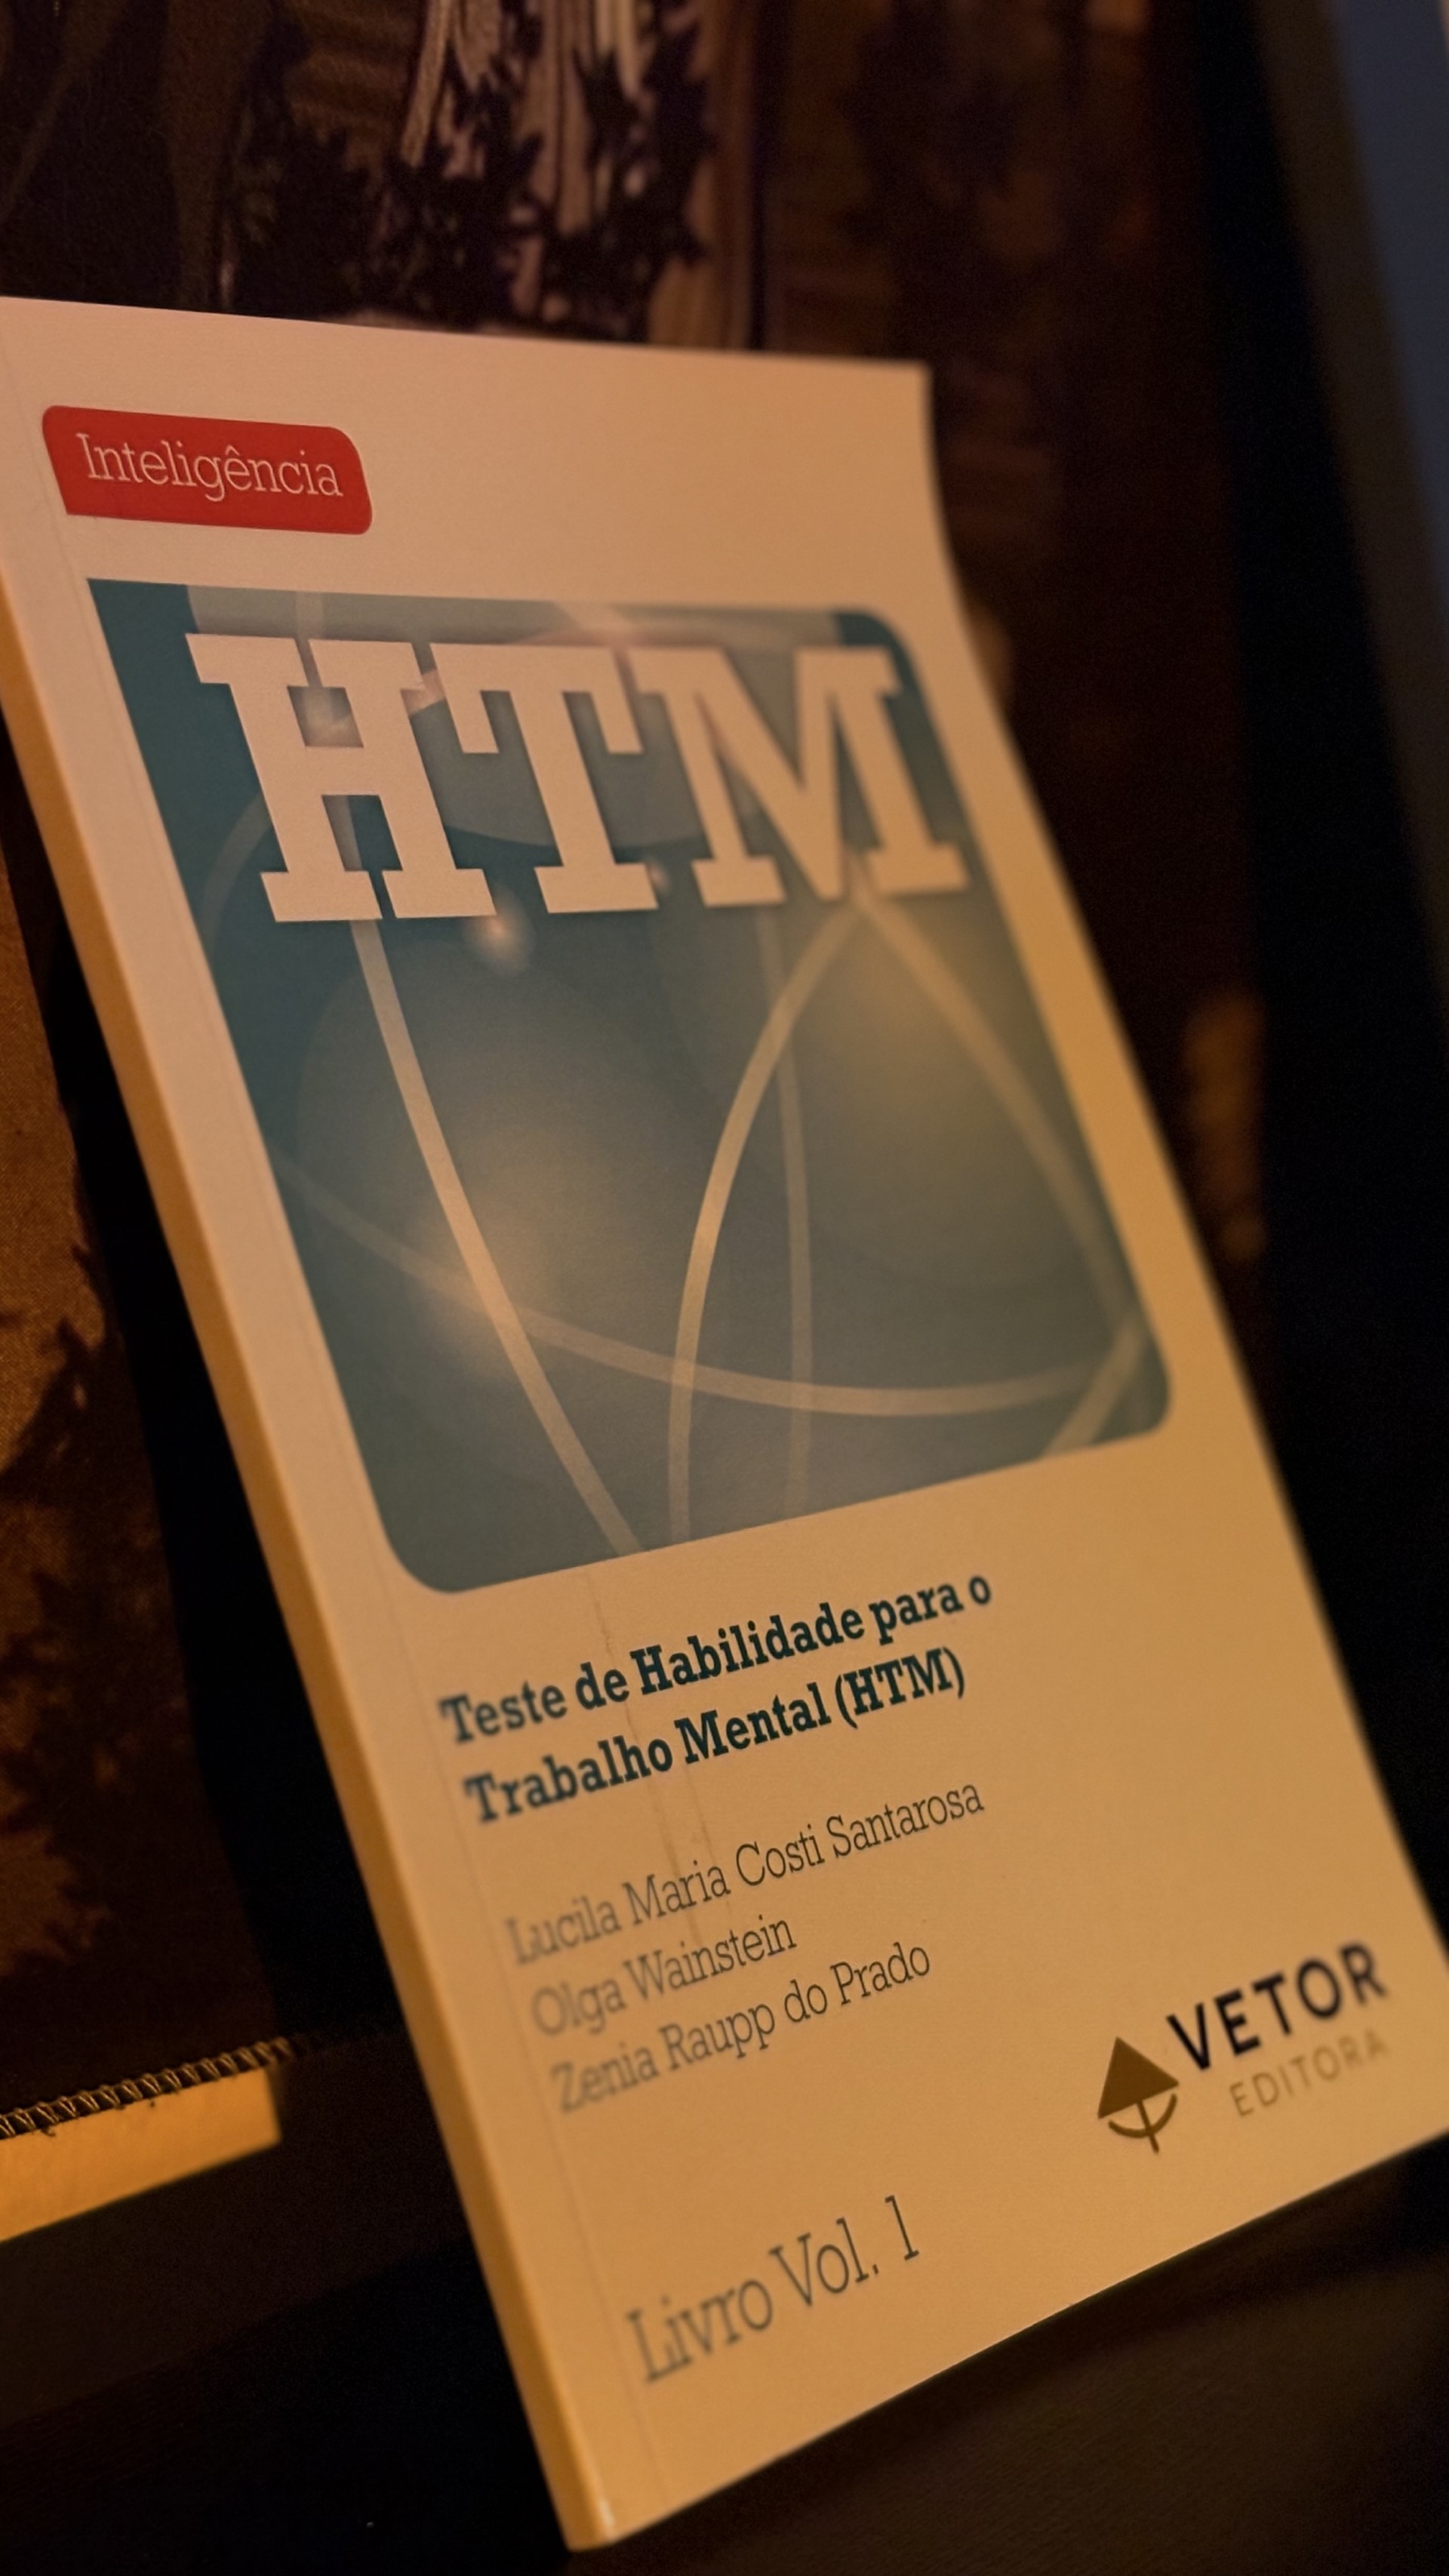 Inteligência
HTM
Teste de Habilidade para o
Trabalho Mental (HTM)
Lucila Maria Costi Santarosa
Olga Wainstein
Zenia Raupp do Prado
VETOR
EDITORA
Livro Vol. 1